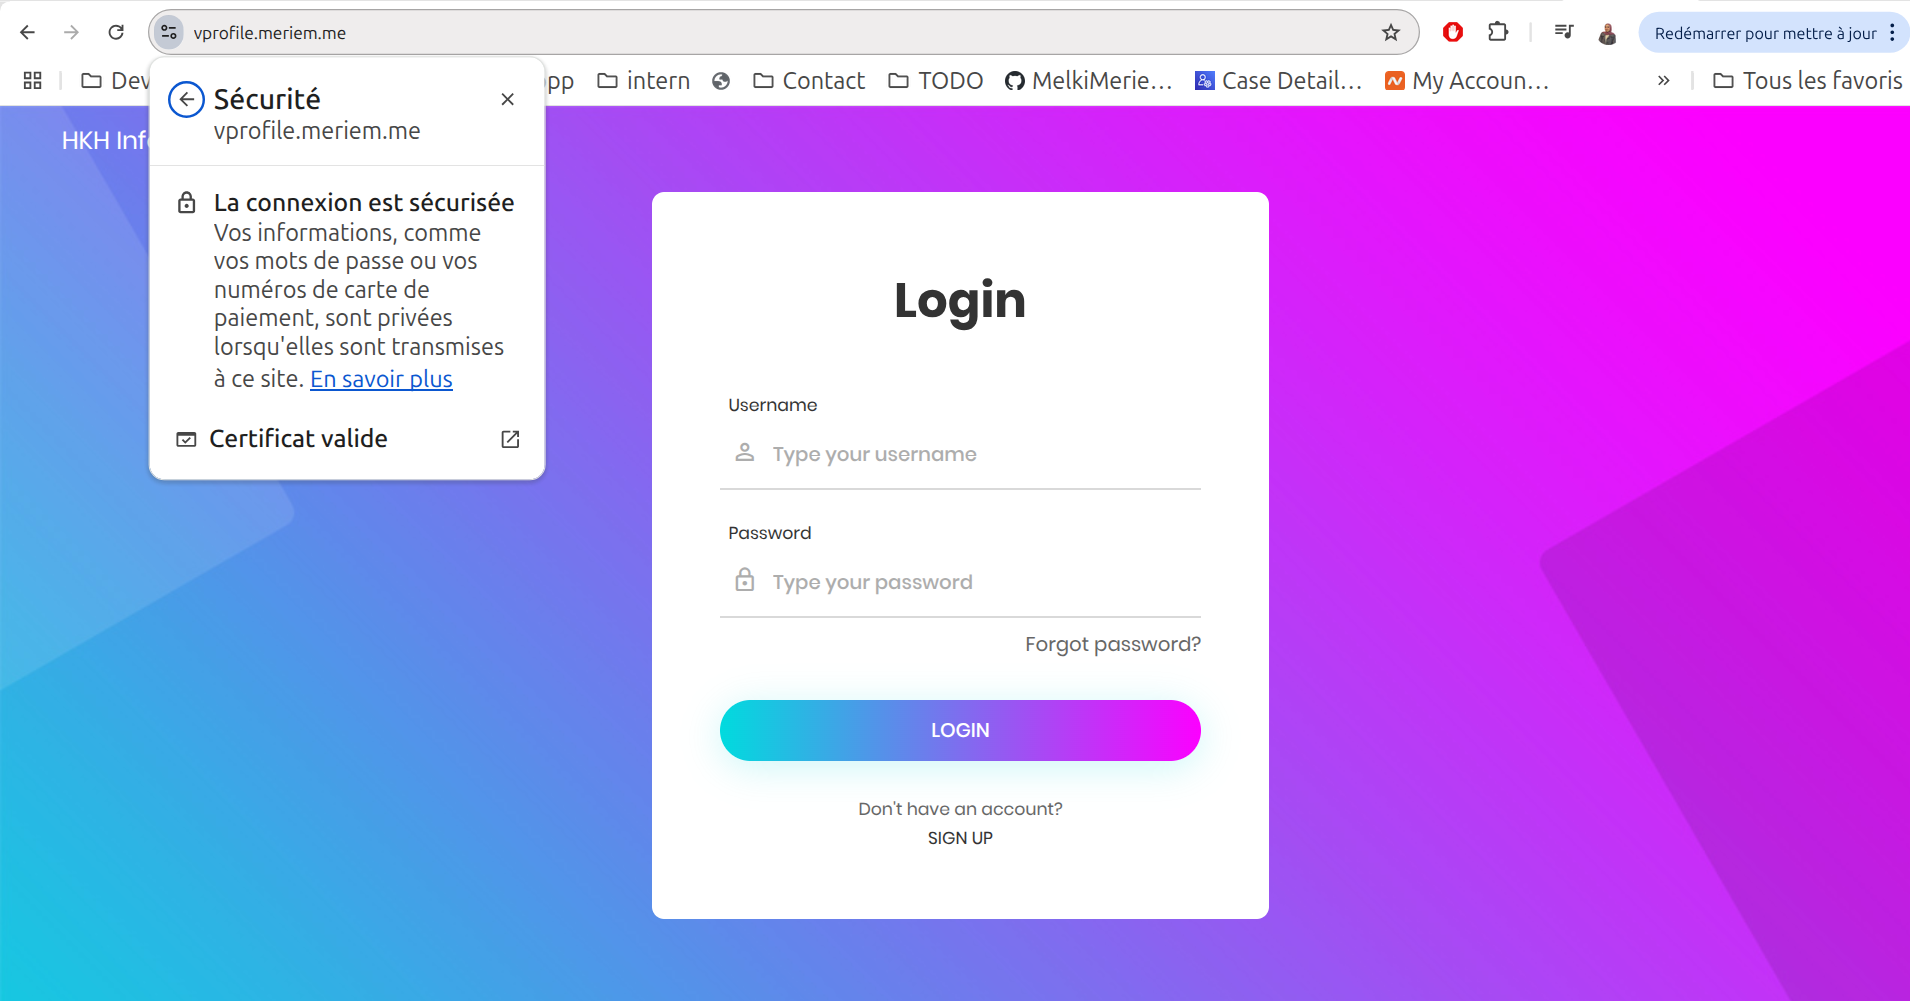 vprofile.meriem.me
Redémarrer pour mettre à jour
intern
Contact
TODO
MelkiMerie...
Case Detail...
My Accoun...
Tous les favoris
HKH
Sécurité
vprofile.meriem.me
La connexion est sécurisée
Vos informations, comme
vos mots de passe ou vos
numéros de carte de
paiement, sont privées
lorsqu'elles sont transmises
à ce site. En savoir plus
Certificat valide
Login
Username
Type your username
Password
Type your password
Forgot password?
LOGIN
Don't have an account?
SIGN UP